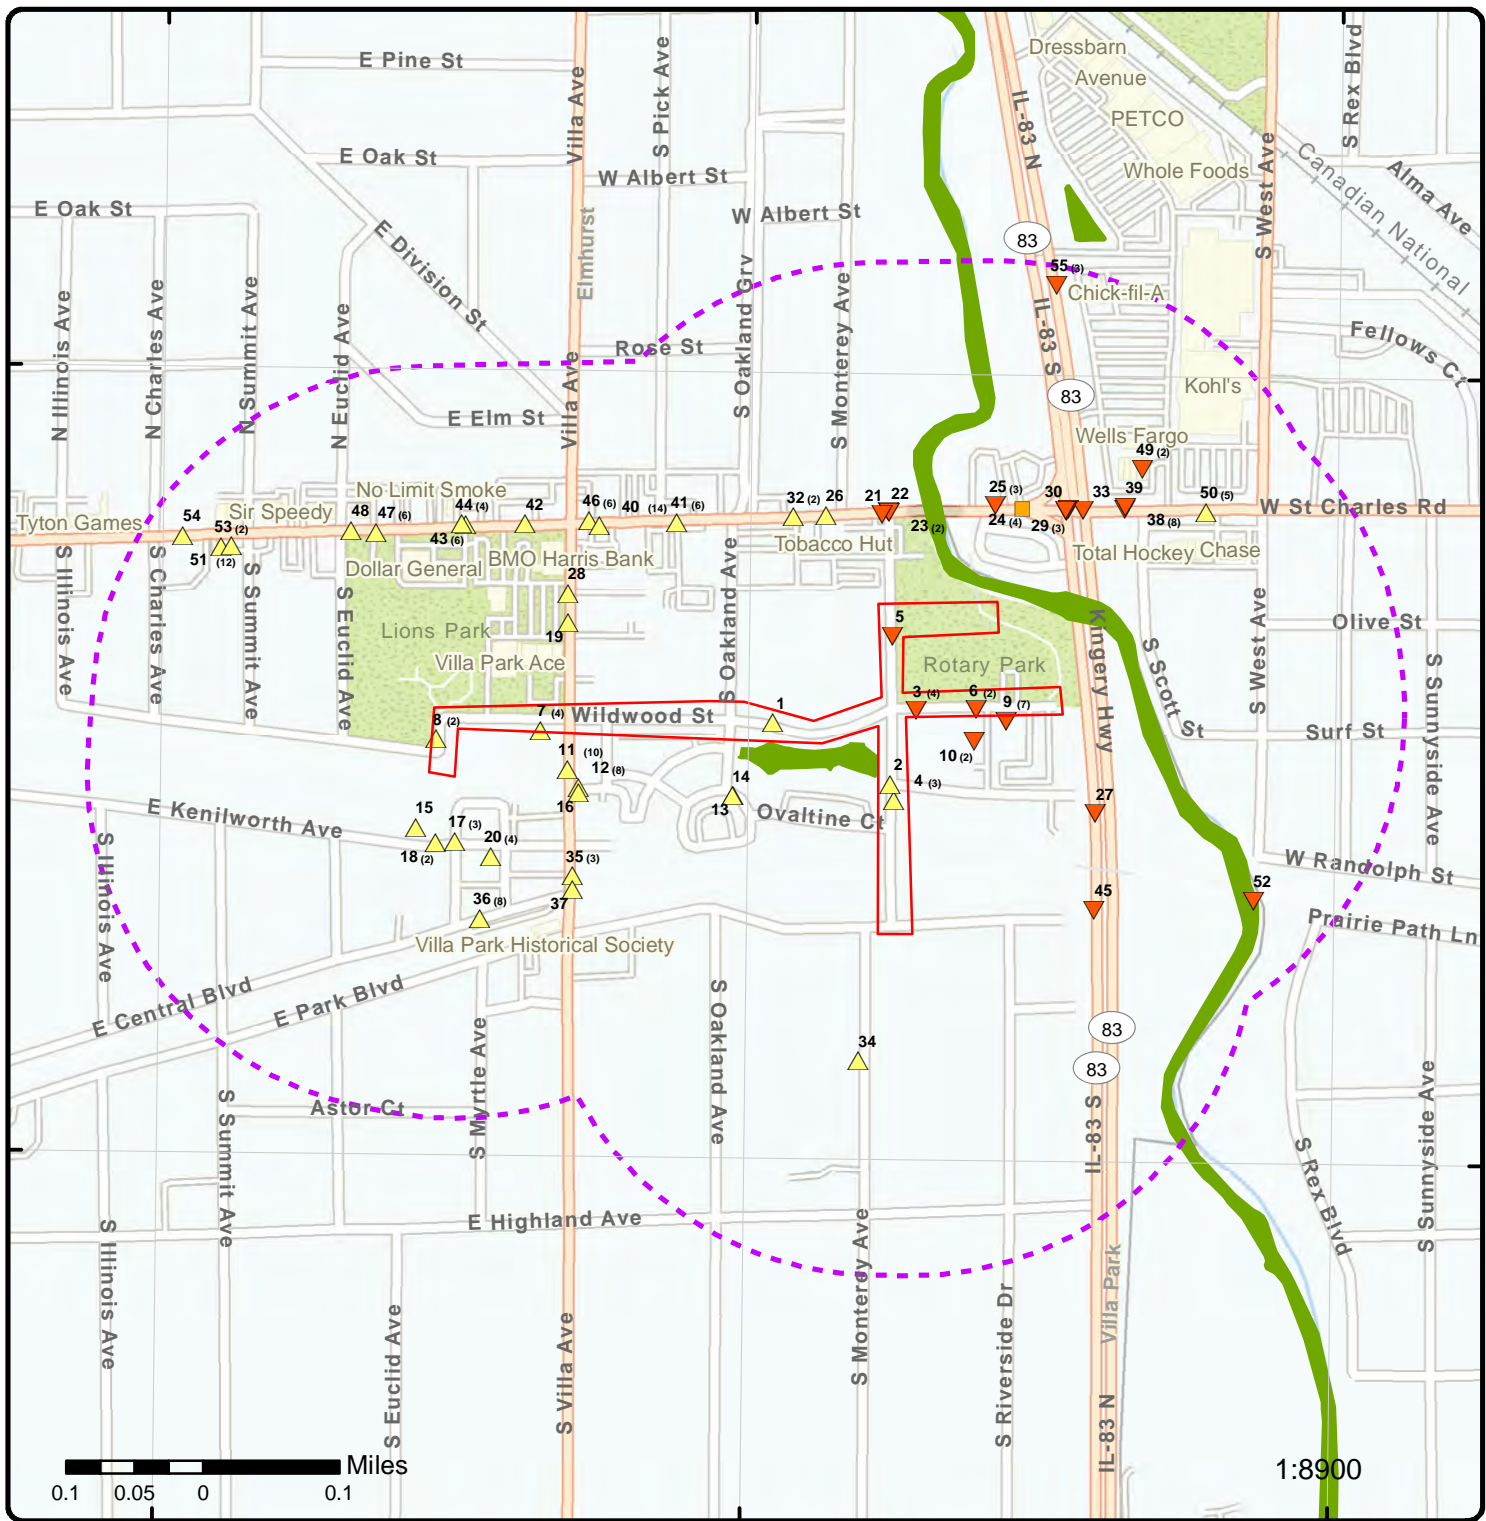 Dressbarn
E Pine St
Villa Ave
S Pick Ave
Avenue
S Rex Blvd
IL-83 N
PETCO
E Oak St
W Albert St
Whole Foods
S West Ave
Canadian National
Alma Ave
E Oak St
W Albert St
Elmhurst
E Division St
83
55 (3)
Chick-fil-A
N Illinois Ave
N Charles Ave
N Summit Ave
N Euclid Ave
S Oakland Grv
S Monterey Ave
IL-83 S
Rose St
Fellows Ct
Villa Ave
83
Kohl's
E Elm St
Wells Fargo
49 (2)
No Limit Smoke
Tyton Games
54
Sir Speedy
53 (2)
51 (12)
48
47 (6)
44 (4)
43 (6)
42
46 (6)
40 (14)
41 (6)
32 (2)
26
21
22
23 (2)
25 (3)
24 (4)
30
29 (3)
33
39
38 (8)
50 (5)
W St Charles Rd
Tobacco Hut
Total Hockey
Chase
BMO Harris Bank
Dollar General
28
19
Lions Park
Villa Park Ace
S Illinois Ave
S Charles Ave
S Summit Ave
S Euclid Ave
S Oakland Ave
5
Rotary Park
Kingery Hwy
S Scott St
S West Ave
Olive St
S Sunnyside Ave
Surf St
8 (2)
7 (4)
Wildwood St
1
3 (4)
6 (2)
9 (7)
10 (2)
11 (10)
12 (8)
16
14
13
2
4 (3)
Ovaltine Ct
27
E Kenilworth Ave
15
17 (3)
18 (2)
20 (4)
35 (3)
37
36 (8)
45
52
W Randolph St
Prairie Path Ln
S Illinois Ave
Villa Park Historical Society
E Central Blvd
E Park Blvd
S Oakland Ave
83
34
83
S Myrtle Ave
Astor Ct
S Summit Ave
IL-83 S
S Rex Blvd
S Sunnyside Ave
E Highland Ave
S Illinois Ave
S Euclid Ave
S Villa Ave
S Monterey Ave
S Riverside Dr
Villa Park
IL-83 N
Miles
0.1 0.05 0 0.1
1:8900